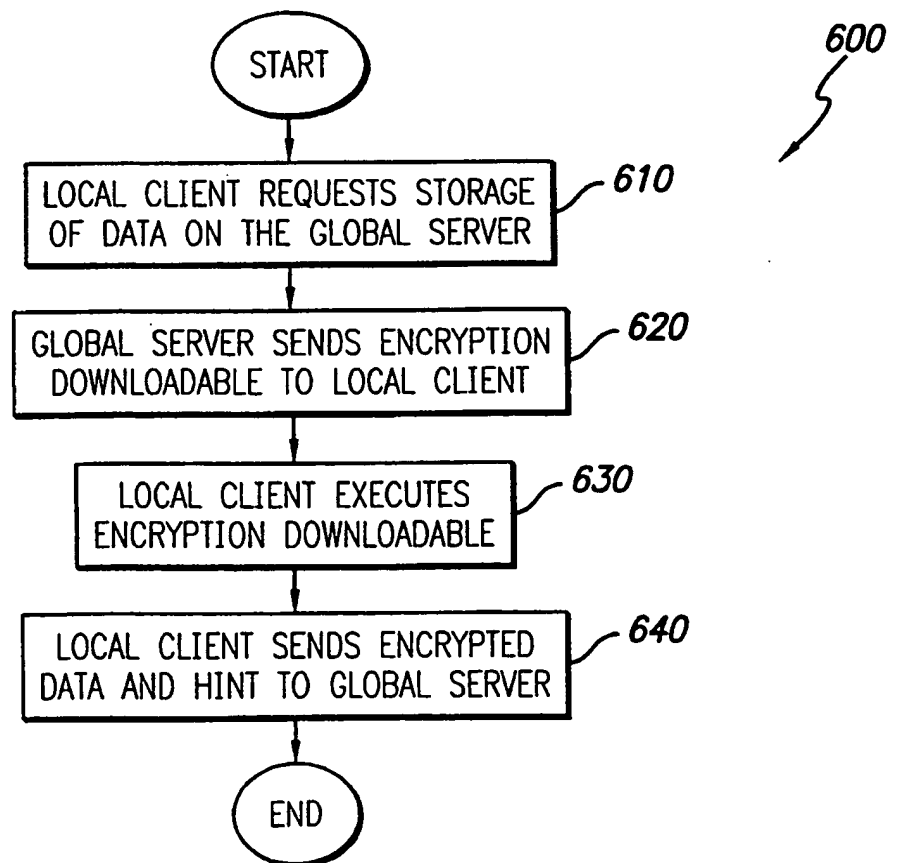 START
600
LOCAL CLIENT REQUESTS STORAGE
OF DATA ON THE GLOBAL SERVER
610
GLOBAL SERVER SENDS ENCRYPTION
DOWNLOADABLE TO LOCAL CLIENT
620
LOCAL CLIENT EXECUTES
ENCRYPTION DOWNLOADABLE
630
LOCAL CLIENT SENDS ENCRYPTED
DATA AND HINT TO GLOBAL SERVER
640
END